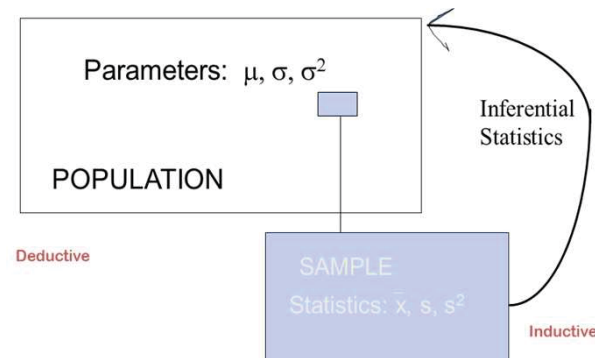 Parameters: μ, σ, σ²
Inferential
Statistics
POPULATION
Deductive
SAMPLE
Statistics: x̄, s, s²
Inductive